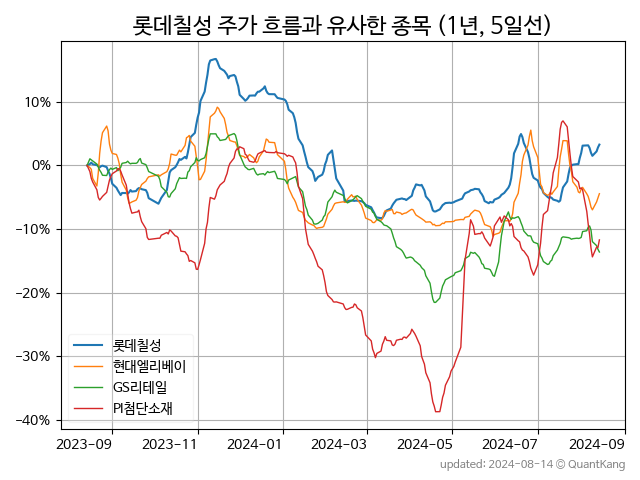 롯데칠성 주가 흐름과 유사한 종목 (1년, 5일선)
10%
0%
−10%
−20%
−30%
−40%
롯데칠성
현대엘리베이
GS리테일
PI첨단소재
2023-09 2023-11 2024-01 2024-03 2024-05 2024-07 2024-09
updated: 2024-08-14 © QuantKang